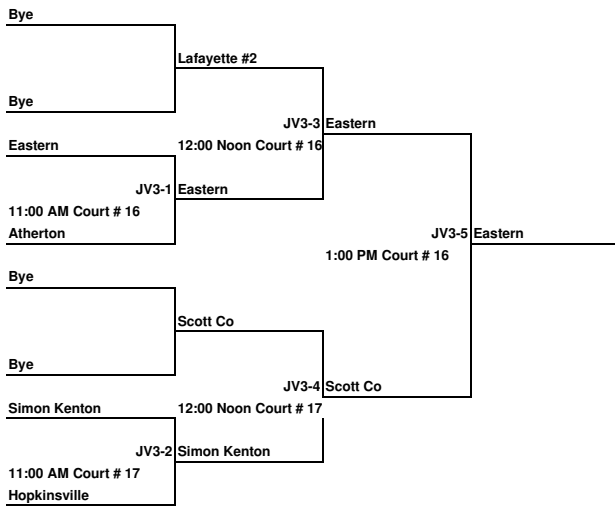 Bye
Lafayette #2
Bye
JV3-3 Eastern
Eastern
12:00 Noon Court # 16
JV3-1 Eastern
11:00 AM Court # 16
Atherton
JV3-5 Eastern
1:00 PM Court # 16
Bye
Scott Co
Bye
JV3-4 Scott Co
Simon Kenton
12:00 Noon Court # 17
JV3-2 Simon Kenton
11:00 AM Court # 17
Hopkinsville